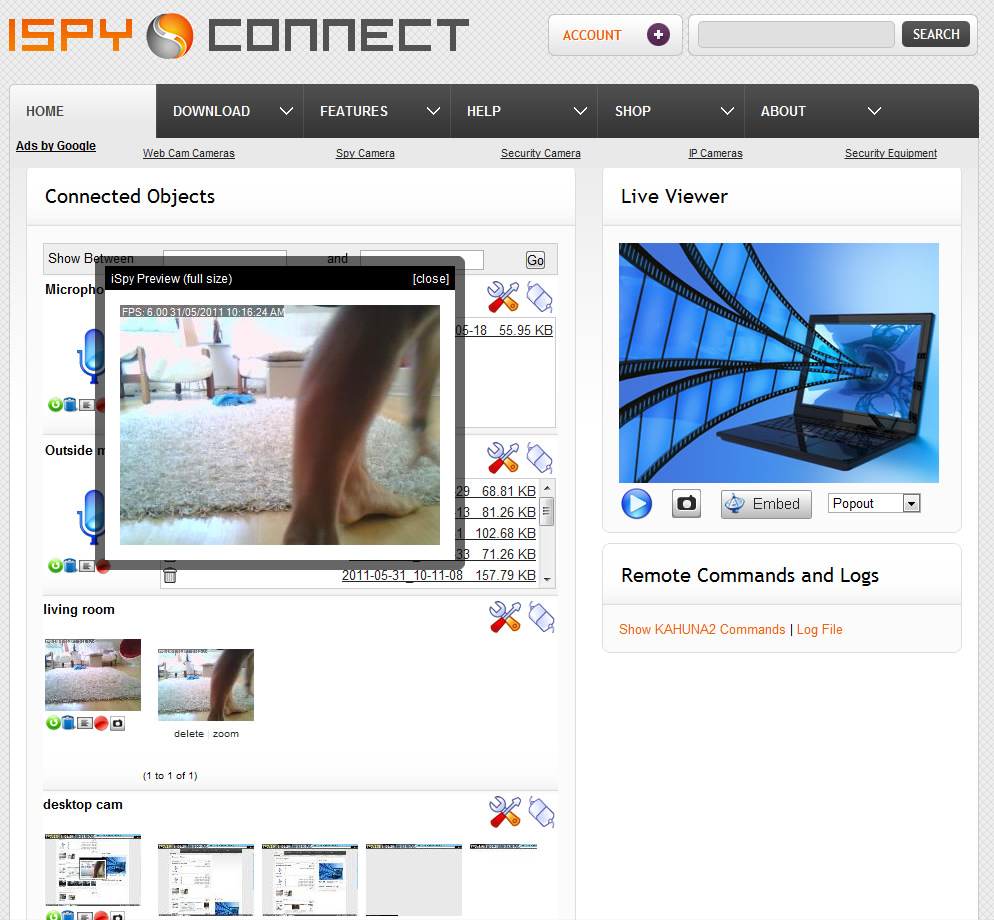 ISPY CONNECT
ACCOUNT
SEARCH
HOME DOWNLOAD FEATURES HELP SHOP ABOUT
Ads by Google
Web Cam Cameras Spy Camera Security Camera IP Cameras Security Equipment
Connected Objects
Show Between and Go
iSpy Preview (full size) [close]
Micropho
FPS: 6.00 31/05/2011 10:16:24 AM
05-18 55.95 KB
Outside m
29 68.81 KB
13 81.26 KB
1 102.68 KB
33 71.26 KB
2011-05-31_10-11-08 157.79 KB
living room
delete | zoom
(1 to 1 of 1)
desktop cam
Live Viewer
Embed Popout
Remote Commands and Logs
Show KAHUNA2 Commands | Log File